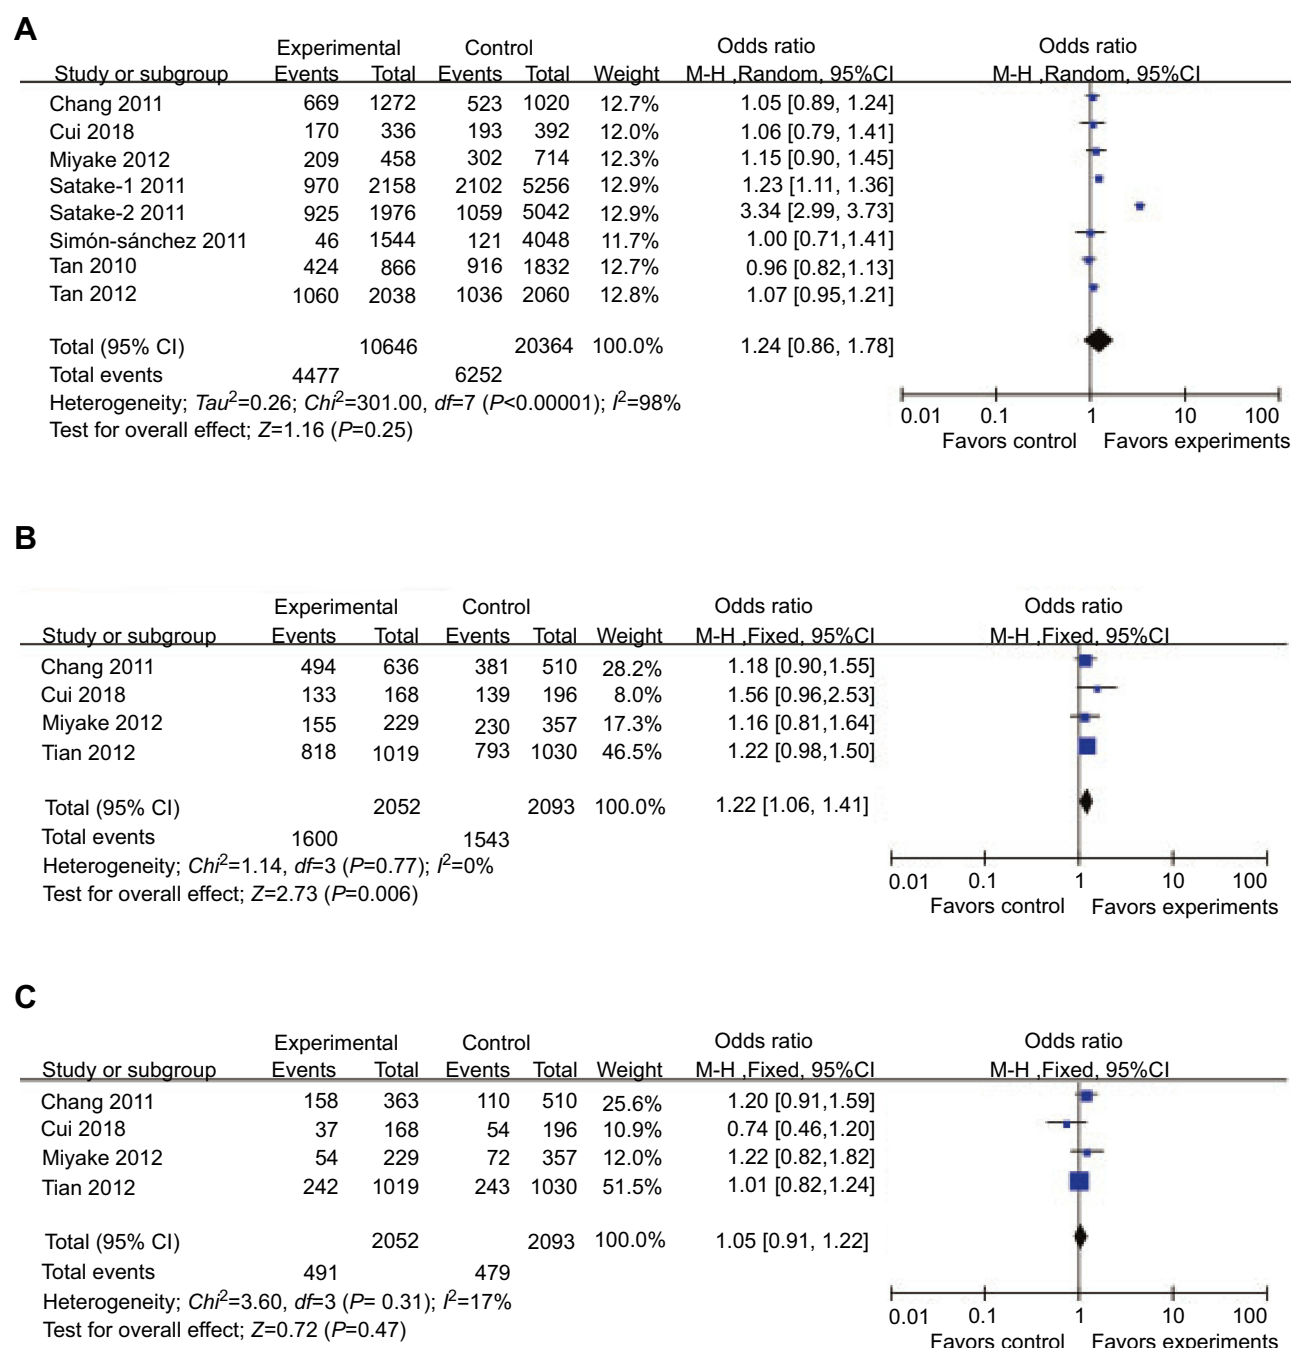 A
Experimental Control Odds ratio Odds ratio
Study or subgroup Events Total Events Total Weight M-H ,Random, 95%CI M-H ,Random, 95%CI
Chang 2011 669 1272 523 1020 12.7% 1.05 [0.89, 1.24]
Cui 2018 170 336 193 392 12.0% 1.06 [0.79, 1.41]
Miyake 2012 209 458 302 714 12.3% 1.15 [0.90, 1.45]
Satake-1 2011 970 2158 2102 5256 12.9% 1.23 [1.11, 1.36]
Satake-2 2011 925 1976 1059 5042 12.9% 3.34 [2.99, 3.73]
Simón-sánchez 2011 46 1544 121 4048 11.7% 1.00 [0.71,1.41]
Tan 2010 424 866 916 1832 12.7% 0.96 [0.82,1.13]
Tan 2012 1060 2038 1036 2060 12.8% 1.07 [0.95,1.21]
Total (95% CI) 10646 20364 100.0% 1.24 [0.86, 1.78]
Total events 4477 6252
Heterogeneity; Tau²=0.26; Chi²=301.00, df=7 (P<0.00001); I²=98%
Test for overall effect; Z=1.16 (P=0.25)
0.01 0.1 1 10 100
Favors control Favors experiments
B
Experimental Control Odds ratio Odds ratio
Study or subgroup Events Total Events Total Weight M-H ,Fixed, 95%CI M-H ,Fixed, 95%CI
Chang 2011 494 636 381 510 28.2% 1.18 [0.90,1.55]
Cui 2018 133 168 139 196 8.0% 1.56 [0.96,2.53]
Miyake 2012 155 229 230 357 17.3% 1.16 [0.81,1.64]
Tian 2012 818 1019 793 1030 46.5% 1.22 [0.98,1.50]
Total (95% CI) 2052 2093 100.0% 1.22 [1.06, 1.41]
Total events 1600 1543
Heterogeneity; Chi²=1.14, df=3 (P=0.77); I²=0%
Test for overall effect; Z=2.73 (P=0.006)
0.01 0.1 1 10 100
Favors control Favors experiments
C
Experimental Control Odds ratio Odds ratio
Study or subgroup Events Total Events Total Weight M-H ,Fixed, 95%CI M-H ,Fixed, 95%CI
Chang 2011 158 363 110 510 25.6% 1.20 [0.91,1.59]
Cui 2018 37 168 54 196 10.9% 0.74 [0.46,1.20]
Miyake 2012 54 229 72 357 12.0% 1.22 [0.82,1.82]
Tian 2012 242 1019 243 1030 51.5% 1.01 [0.82,1.24]
Total (95% CI) 2052 2093 100.0% 1.05 [0.91, 1.22]
Total events 491 479
Heterogeneity; Chi²=3.60, df=3 (P= 0.31); I²=17%
Test for overall effect; Z=0.72 (P=0.47)
0.01 0.1 1 10 100
Favors control Favors experiments